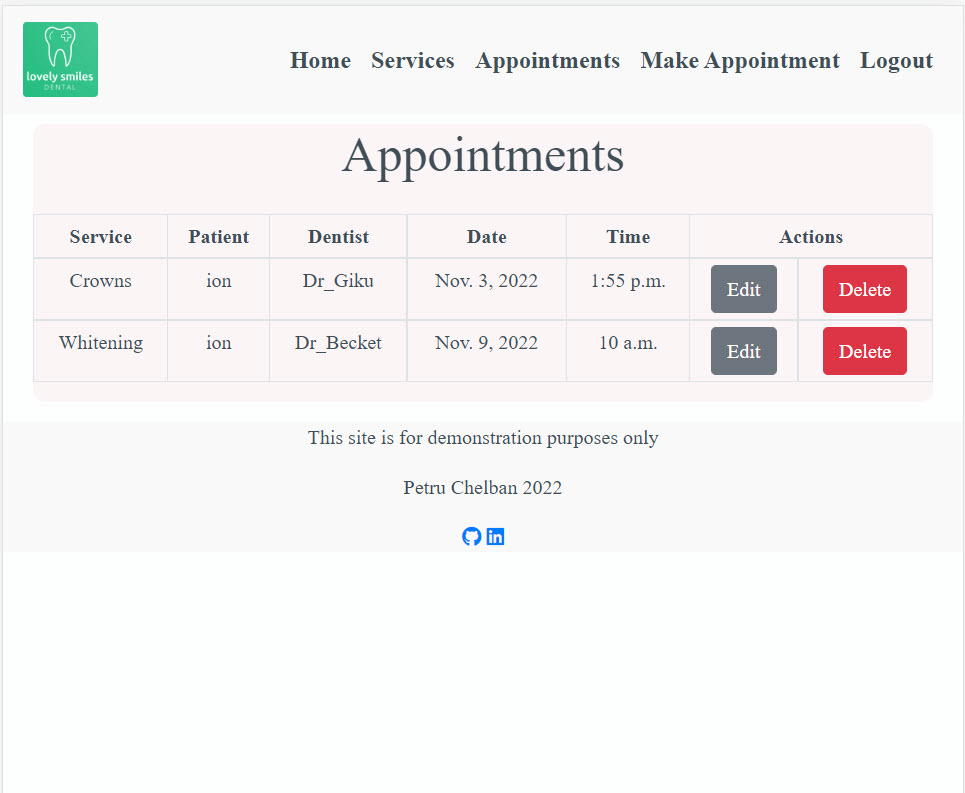 lovely smiles
DENTAL
Home Services Appointments Make Appointment Logout
Appointments
Service Patient Dentist Date Time Actions
Crowns ion Dr_Giku Nov. 3, 2022 1:55 p.m. Edit Delete
Whitening ion Dr_Becket Nov. 9, 2022 10 a.m. Edit Delete
This site is for demonstration purposes only
Petru Chelban 2022
in